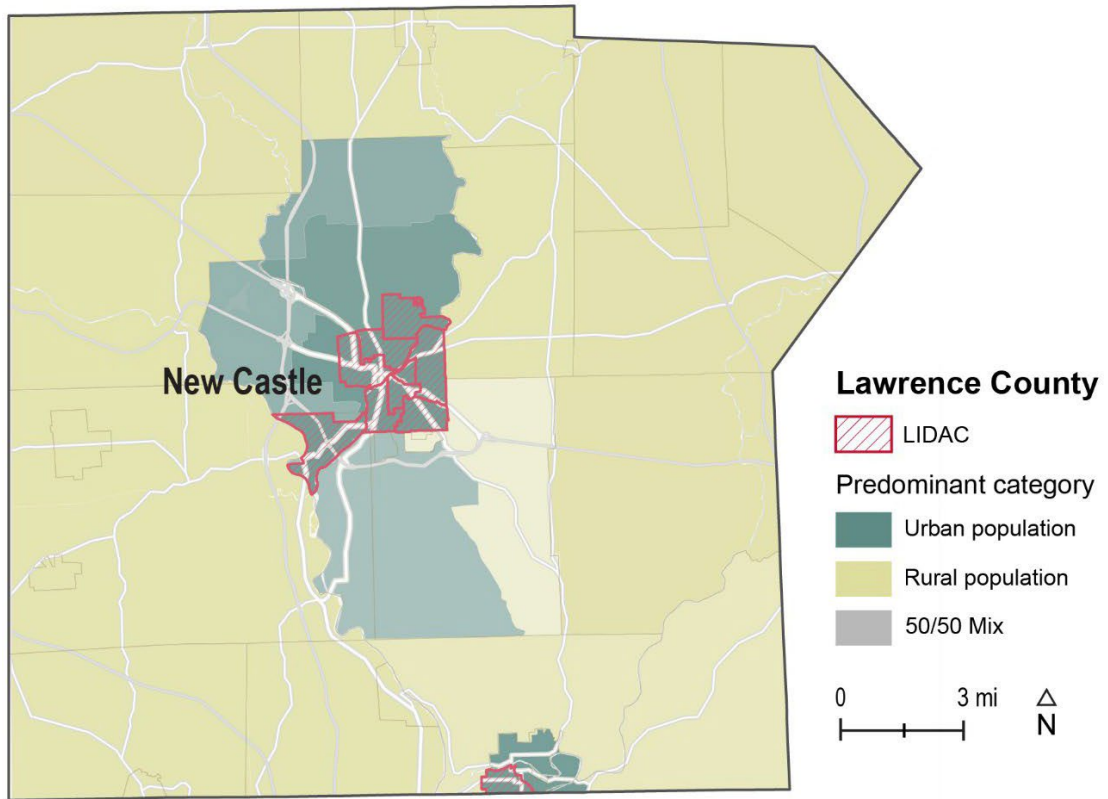 New Castle
Lawrence County
LIDAC
Predominant category
Urban population
Rural population
50/50 Mix
0 3 mi
N